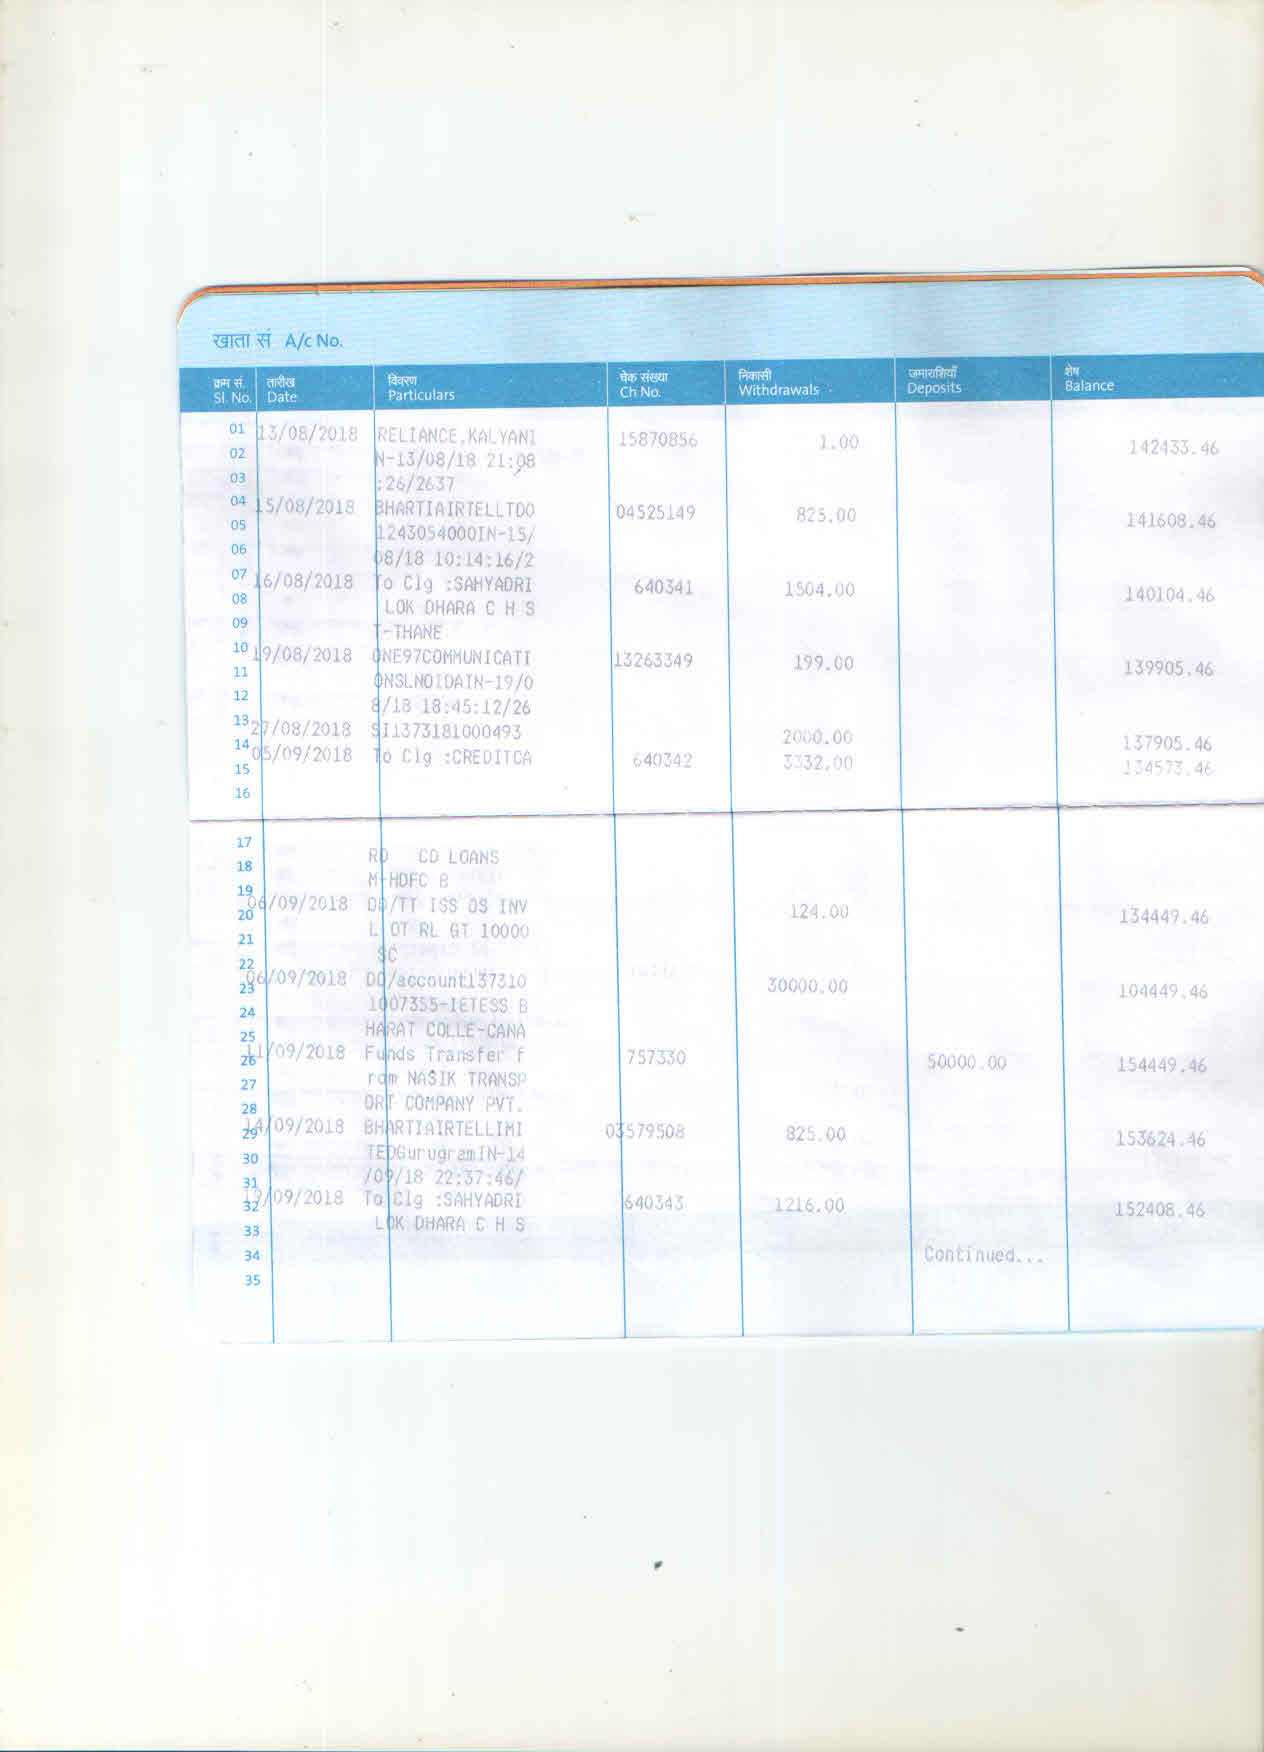 खाता सं A/c No.
क्रम सं. तारीख विवरण चेक संख्या निकासी जमाराशियाँ शेष
Sl. No. Date Particulars Ch No. Withdrawals Deposits Balance
01 13/08/2018 RELIANCE,KALYANI 15870856 1.00 142433.46
02 N-13/08/18 21:08
03 :26/2637
04 15/08/2018 BHARTIAIRTELLTDO 04525149 825.00 141608.46
05 1243054000IN-15/
06 08/18 10:14:16/2
07 16/08/2018 To Clg :SAHYADRI 640341 1504.00 140104.46
08 LOK DHARA C H S
09 T-THANE
10 19/08/2018 ONE97COMMUNICATI 13263349 199.00 139905.46
11 ONSLNOIDAIN-19/0
12 8/18 18:45:12/26
13 27/08/2018 SI1373181000493 2000.00 137905.46
14 05/09/2018 To Clg :CREDITCA 640342 3332.00 134573.46
15
16
17 RD CD LOANS
18 M-HDFC B
19 06/09/2018 DD/TT ISS OS INV 124.00 134449.46
20 L OT RL GT 10000
21 SC
22 06/09/2018 DD/account137310 30000.00 104449.46
23 1007355-IETESS B
24 HARAT COLLE-CANA
25 11/09/2018 Funds Transfer f 757330 50000.00 154449.46
26 rom NASIK TRANSP
27 ORT COMPANY PVT.
28 14/09/2018 BHARTIAIRTELLIMI 03579508 825.00 153624.46
29 TEDGurugramIN-14
30 /09/18 22:37:46/
31 19/09/2018 To Clg :SAHYADRI 640343 1216.00 152408.46
32 LOK DHARA C H S
33 Continued...
34
35